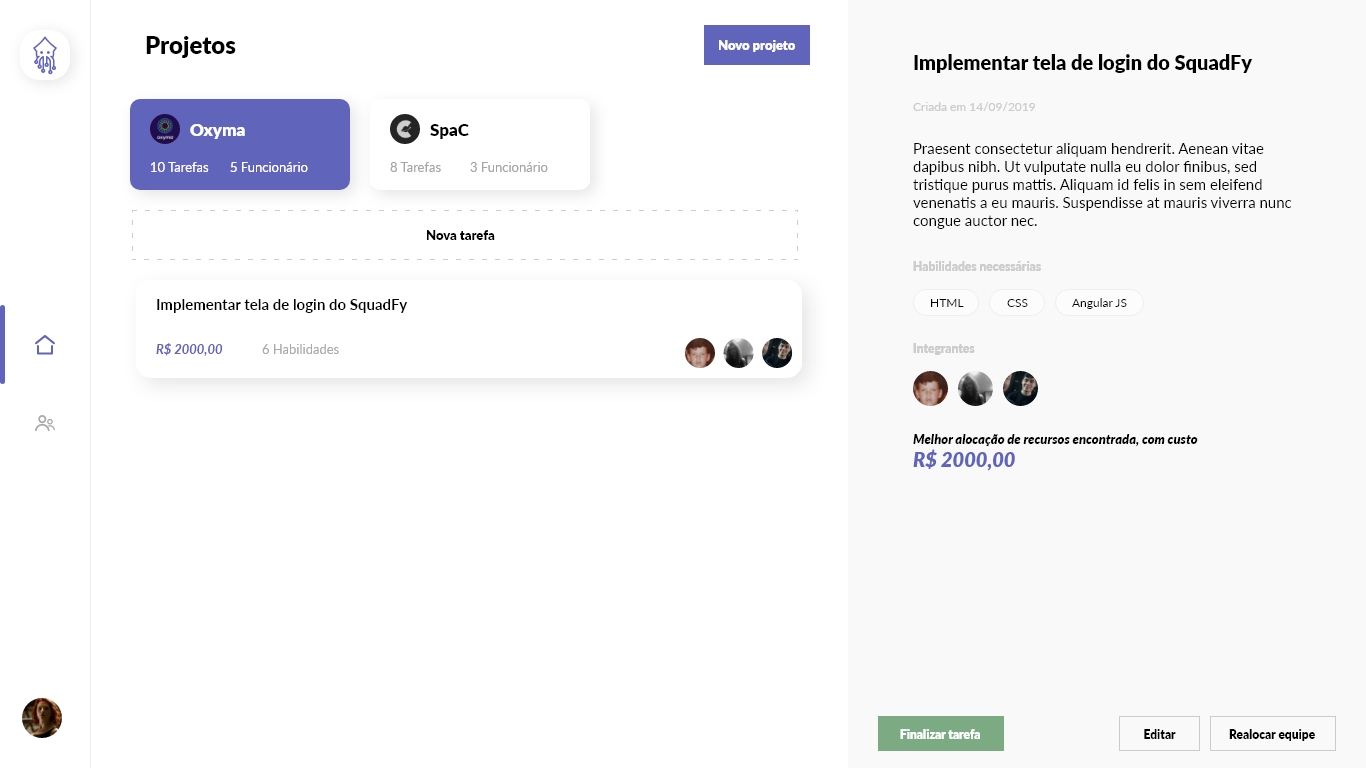 Projetos
Novo projeto
Oxyma
10 Tarefas 5 Funcionário
SpaC
8 Tarefas 3 Funcionário
Nova tarefa
Implementar tela de login do SquadFy
R$ 2000,00 6 Habilidades
Implementar tela de login do SquadFy
Criada em 14/09/2019
Praesent consectetur aliquam hendrerit. Aenean vitae
dapibus nibh. Ut vulputate nulla eu dolor finibus, sed
tristique purus mattis. Aliquam id felis in sem eleifend
venenatis a eu mauris. Suspendisse at mauris viverra nunc
congue auctor nec.
Habilidades necessárias
HTML CSS Angular JS
Integrantes
Melhor alocação de recursos encontrada, com custo
R$ 2000,00
Finalizar tarefa Editar Realocar equipe